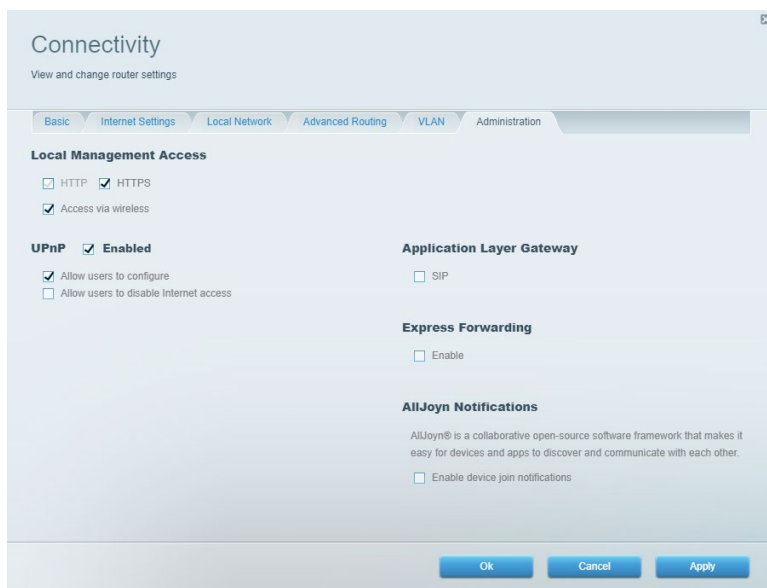 Connectivity
View and change router settings
Basic
Internet Settings
Local Network
Advanced Routing
VLAN
Administration
Local Management Access
HTTP
HTTPS
Access via wireless
UPnP
Enabled
Allow users to configure
Allow users to disable Internet access
Application Layer Gateway
SIP
Express Forwarding
Enable
AllJoyn Notifications
AllJoyn® is a collaborative open-source software framework that makes it
easy for devices and apps to discover and communicate with each other.
Enable device join notifications
Ok
Cancel
Apply